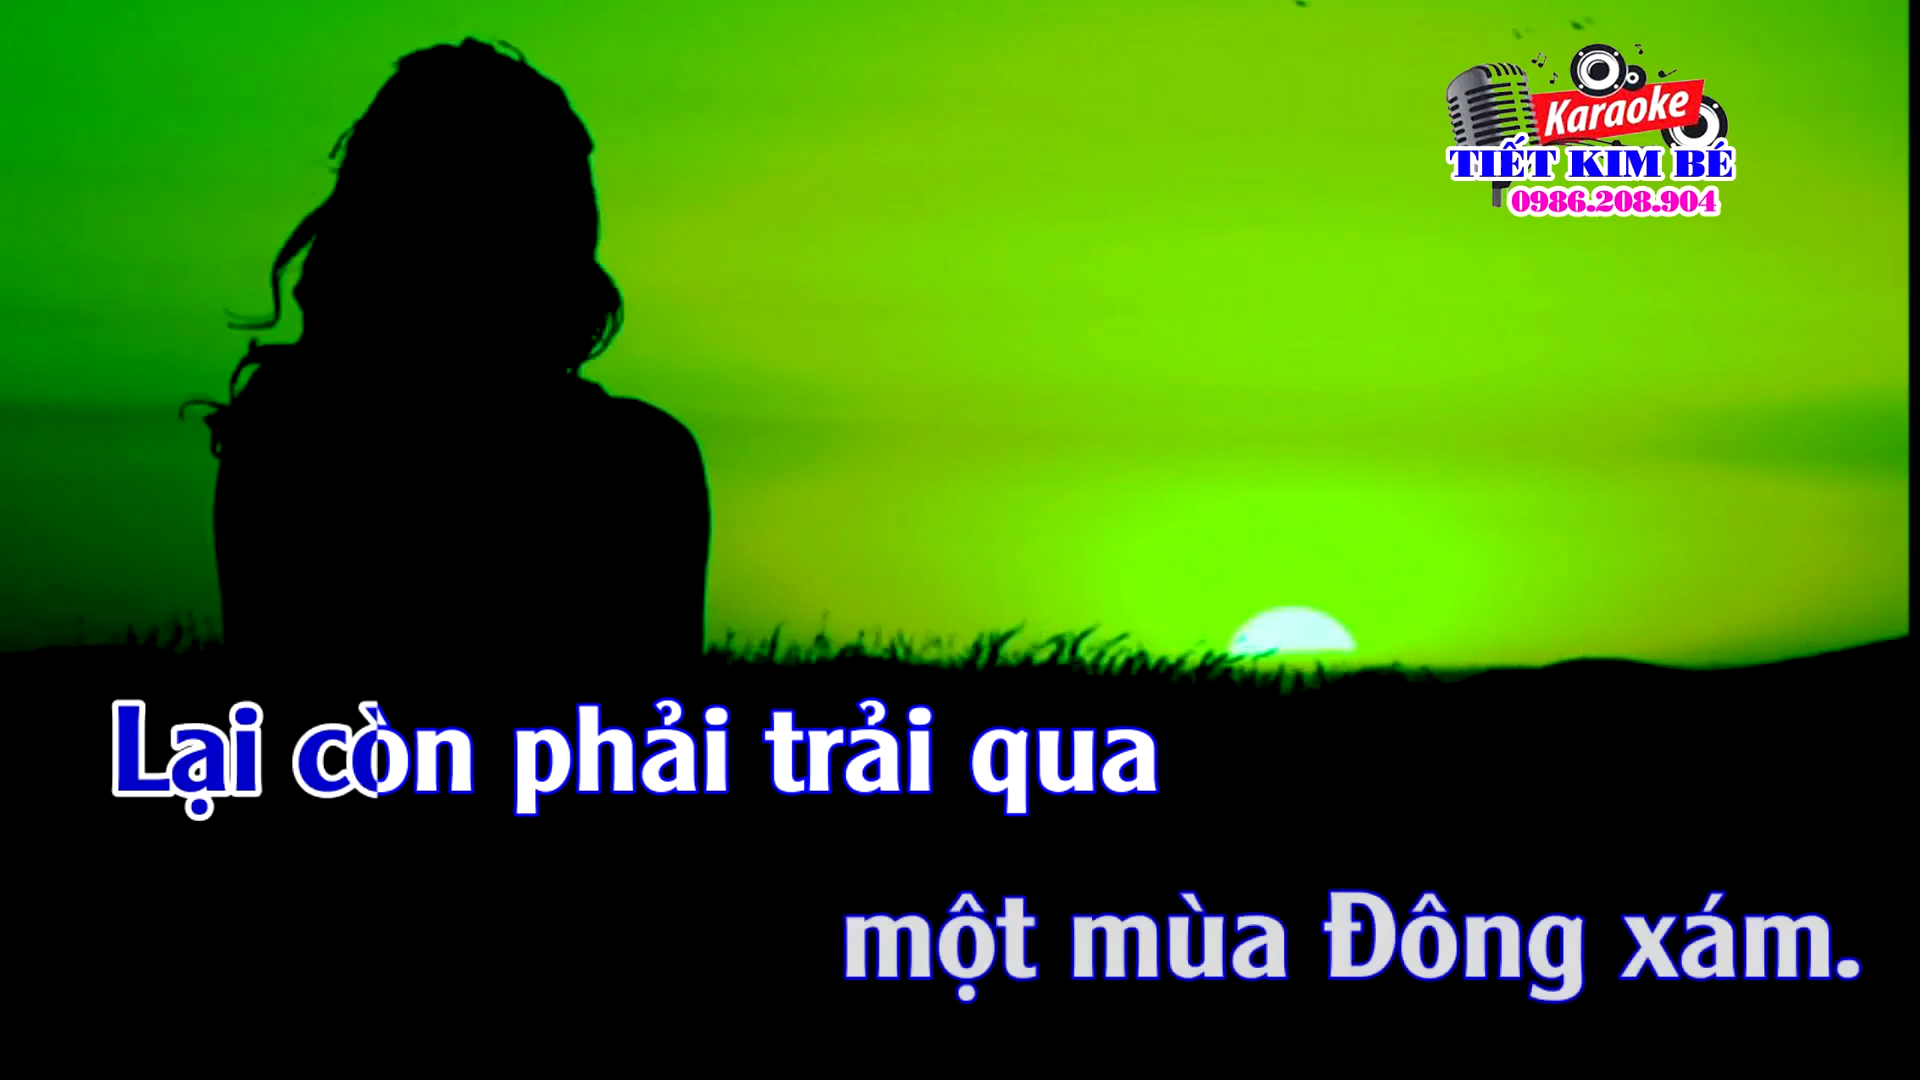 Karaoke
TIẾT KIM BÉ
0986.208.904
Lại còn phải trải qua
một mùa Đông xám.